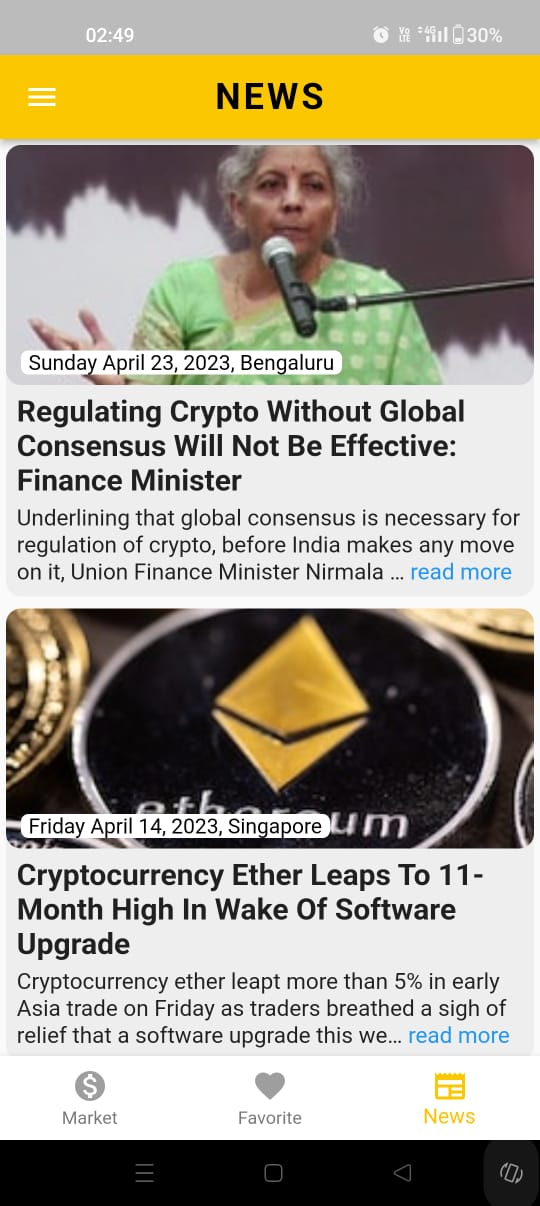 02:49
Vo LTE 4G 30%
NEWS
Sunday April 23, 2023, Bengaluru
Regulating Crypto Without Global
Consensus Will Not Be Effective:
Finance Minister
Underlining that global consensus is necessary for
regulation of crypto, before India makes any move
on it, Union Finance Minister Nirmala ... read more
ethereum
Friday April 14, 2023, Singapore
Cryptocurrency Ether Leaps To 11-
Month High In Wake Of Software
Upgrade
Cryptocurrency ether leapt more than 5% in early
Asia trade on Friday as traders breathed a sigh of
relief that a software upgrade this we... read more
$
Market
Favorite
News